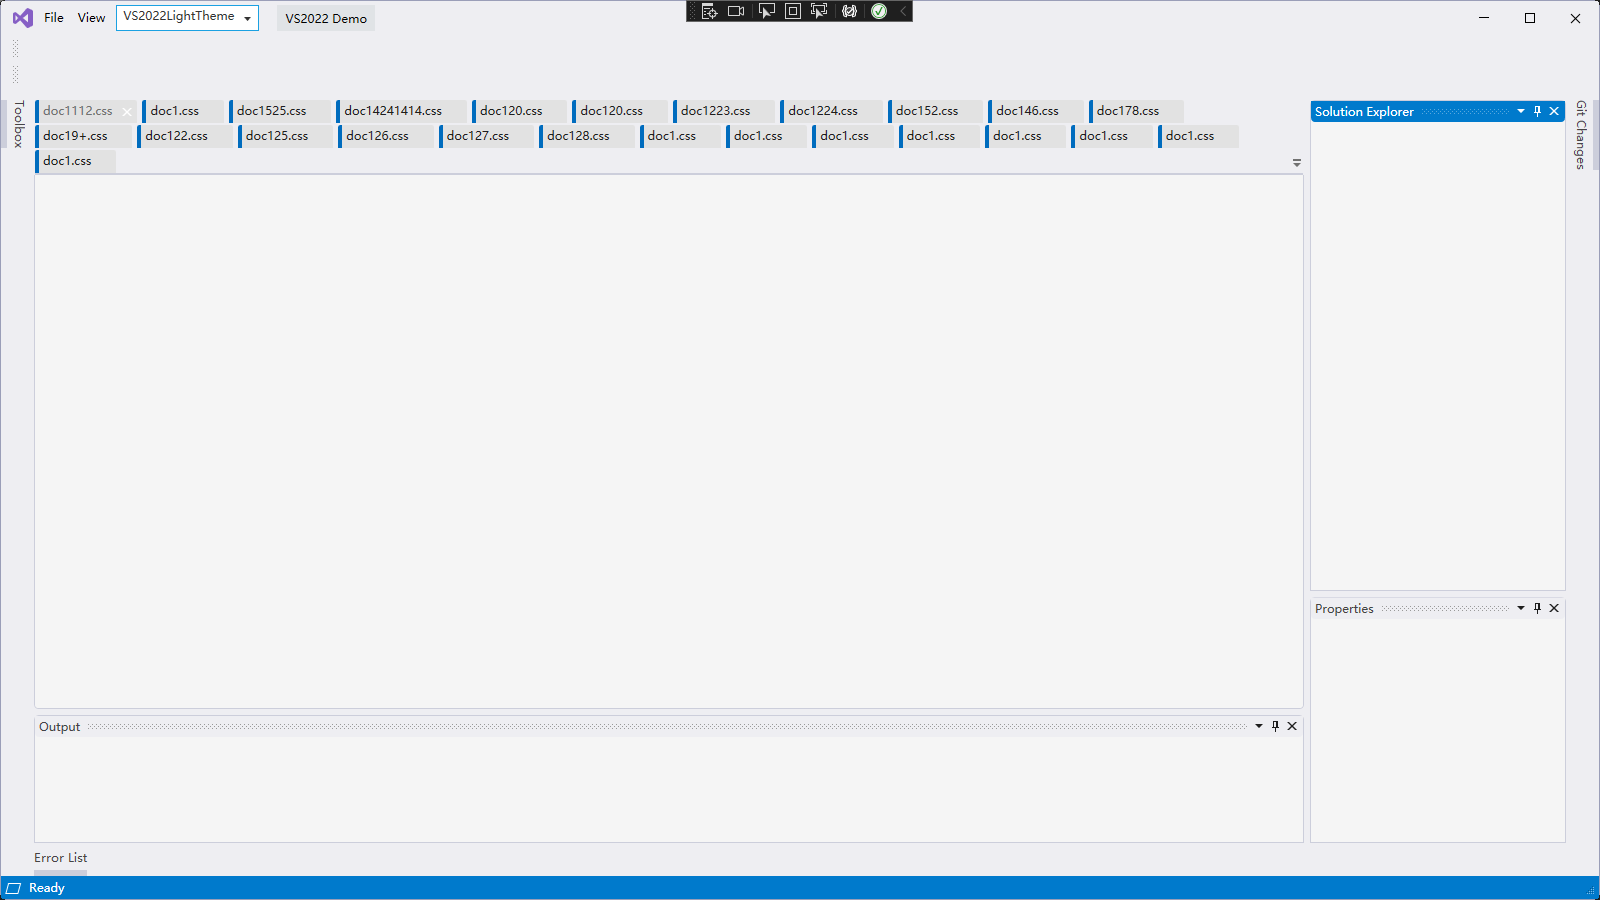 File View VS2022LightTheme VS2022 Demo
Toolbox
doc1112.css doc1.css doc1525.css doc14241414.css doc120.css doc120.css doc1223.css doc1224.css doc152.css doc146.css doc178.css
doc19+.css doc122.css doc125.css doc126.css doc127.css doc128.css doc1.css doc1.css doc1.css doc1.css doc1.css doc1.css doc1.css
doc1.css
Solution Explorer
Git Changes
Properties
Output
Error List
Ready